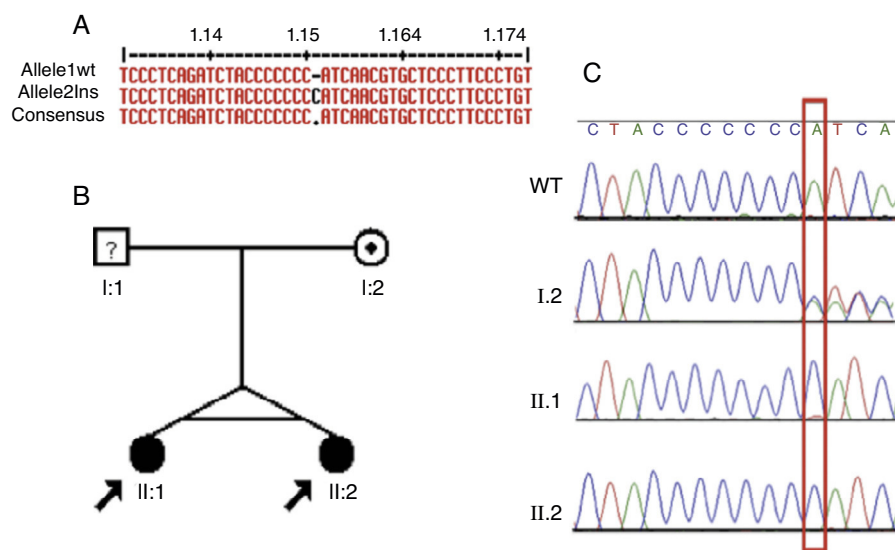 A
1.14 1.15 1.164 1.174
|--------+---------+---------+---------+--|
Allele1wt TCCCTCAGATCTACCCCCCC-ATCAACGTGCTCCCTTCCCTGT
Allele2Ins TCCCTCAGATCTACCCCCCCCATCAACGTGCTCCCTTCCCTGT
Consensus TCCCTCAGATCTACCCCCCC.ATCAACGTGCTCCCTTCCCTGT
B
?
I:1
I:2
II:1
II:2
C
C T A C C C C C C C A T C A
WT
I.2
II.1
II.2